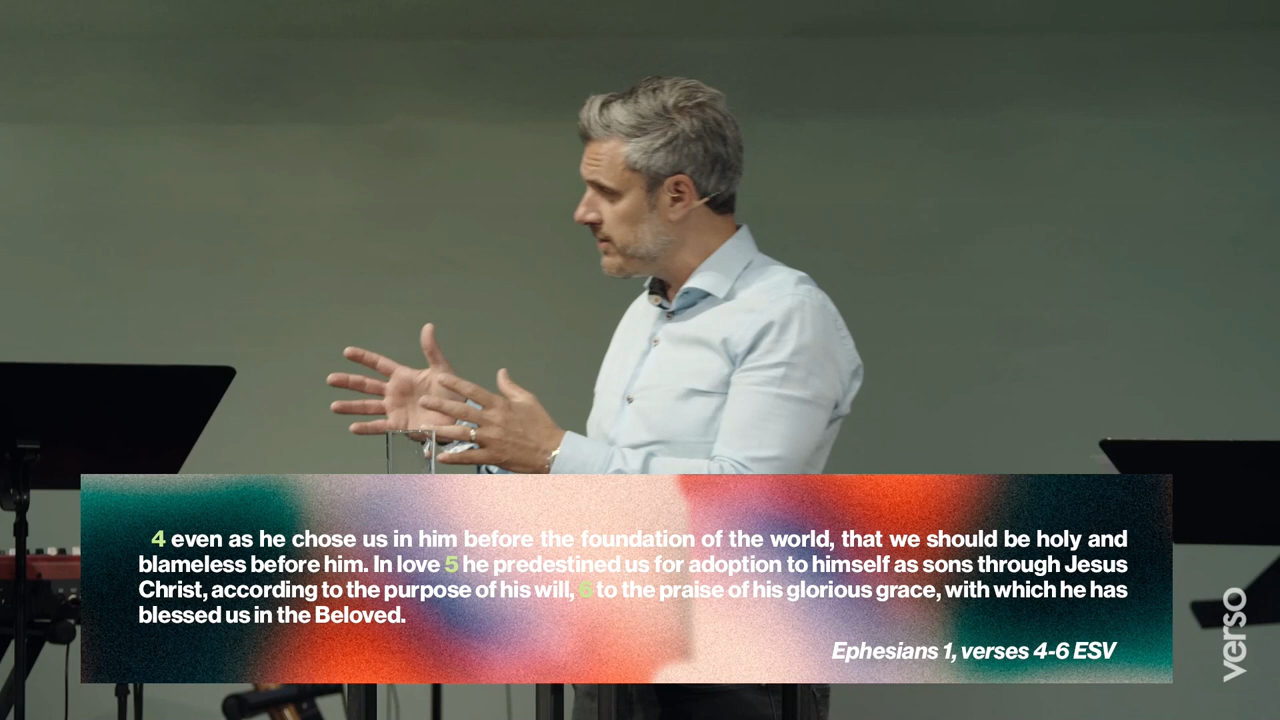 4 even as he chose us in him before the foundation of the world, that we should be holy and
blameless before him. In love 5 he predestined us for adoption to himself as sons through Jesus
Christ, according to the purpose of his will, 6 to the praise of his glorious grace, with which he has
blessed us in the Beloved.
Ephesians 1, verses 4-6 ESV
verso